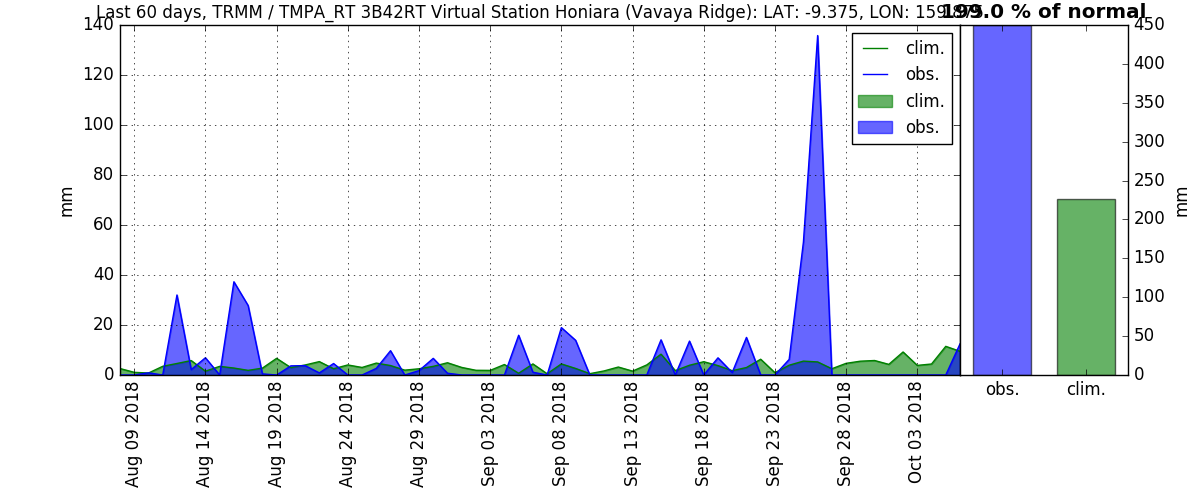 Last 60 days, TRMM / TMPA_RT 3B42RT Virtual Station Honiara (Vavaya Ridge): LAT: -9.375, LON:
199.0 % of normal
140
120
100
80
60
40
20
0
mm
clim.
obs.
clim.
obs.
450
400
350
300
250
200
150
100
50
0
mm
obs.
clim.
Aug 09 2018
Aug 14 2018
Aug 19 2018
Aug 24 2018
Aug 29 2018
Sep 03 2018
Sep 08 2018
Sep 13 2018
Sep 18 2018
Sep 23 2018
Sep 28 2018
Oct 03 2018